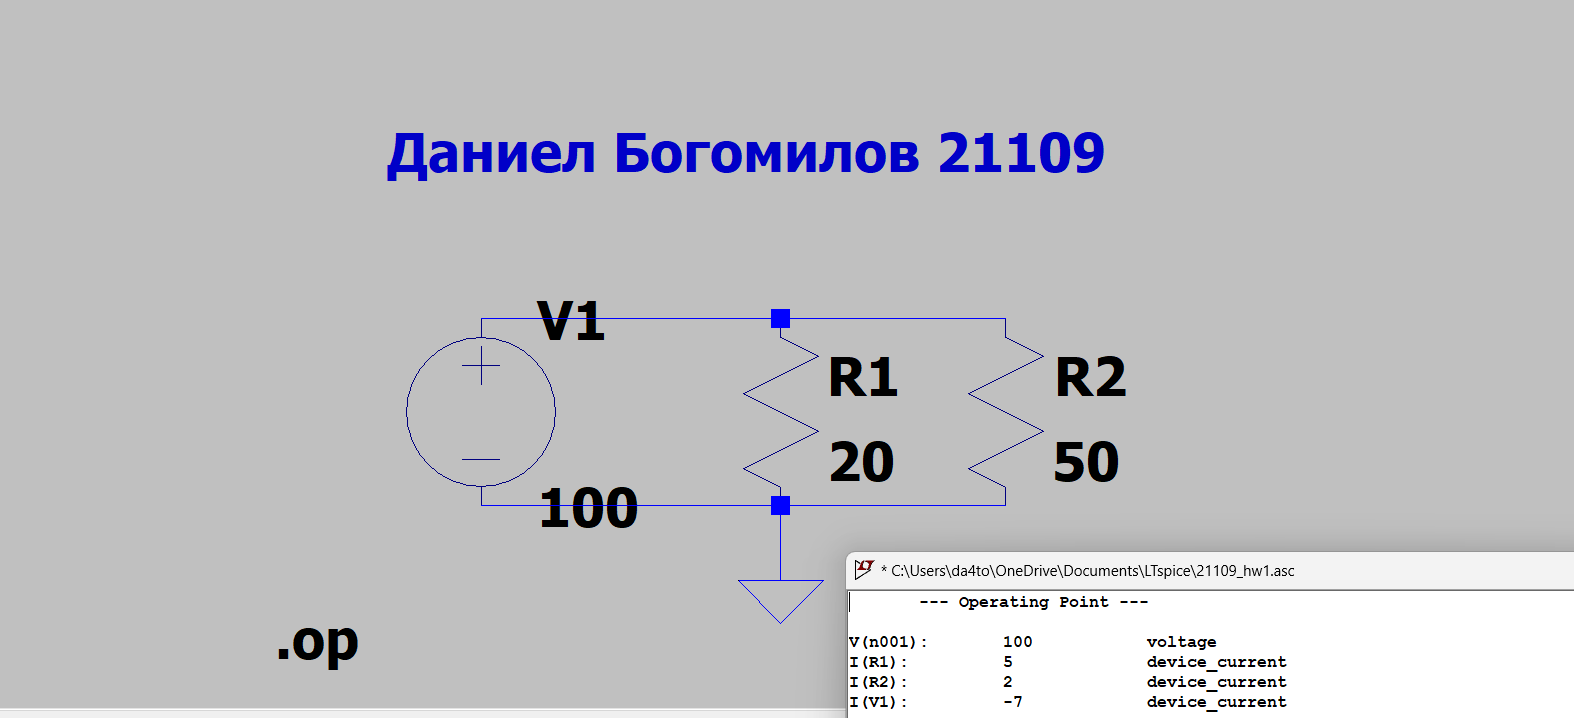 Даниел Богомилов 21109
V1
R1
R2
20
50
100
.op
* C:\Users\da4to\OneDrive\Documents\LTspice\21109_hw1.asc
--- Operating Point ---
V(n001): 100 voltage
I(R1): 5 device_current
I(R2): 2 device_current
I(V1): -7 device_current